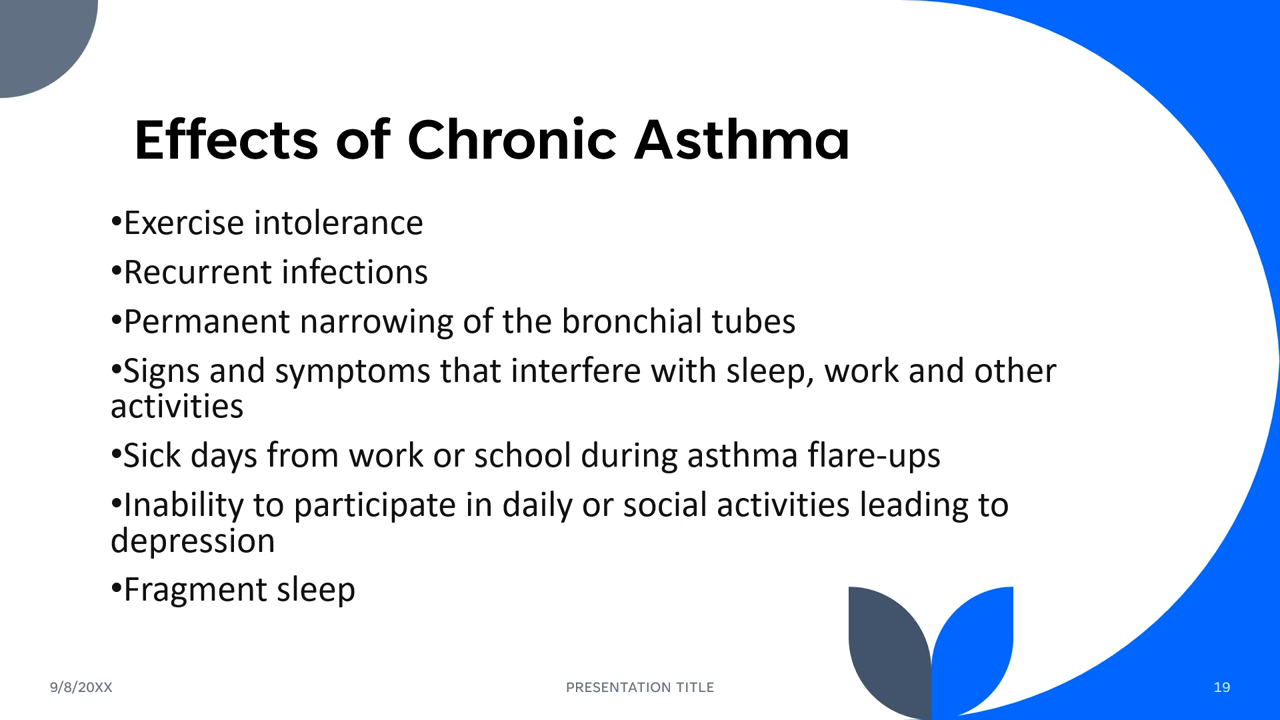 Effects of Chronic Asthma
•Exercise intolerance
•Recurrent infections
•Permanent narrowing of the bronchial tubes
•Signs and symptoms that interfere with sleep, work and other
activities
•Sick days from work or school during asthma flare-ups
•Inability to participate in daily or social activities leading to
depression
•Fragment sleep
9/8/20XX
PRESENTATION TITLE
19